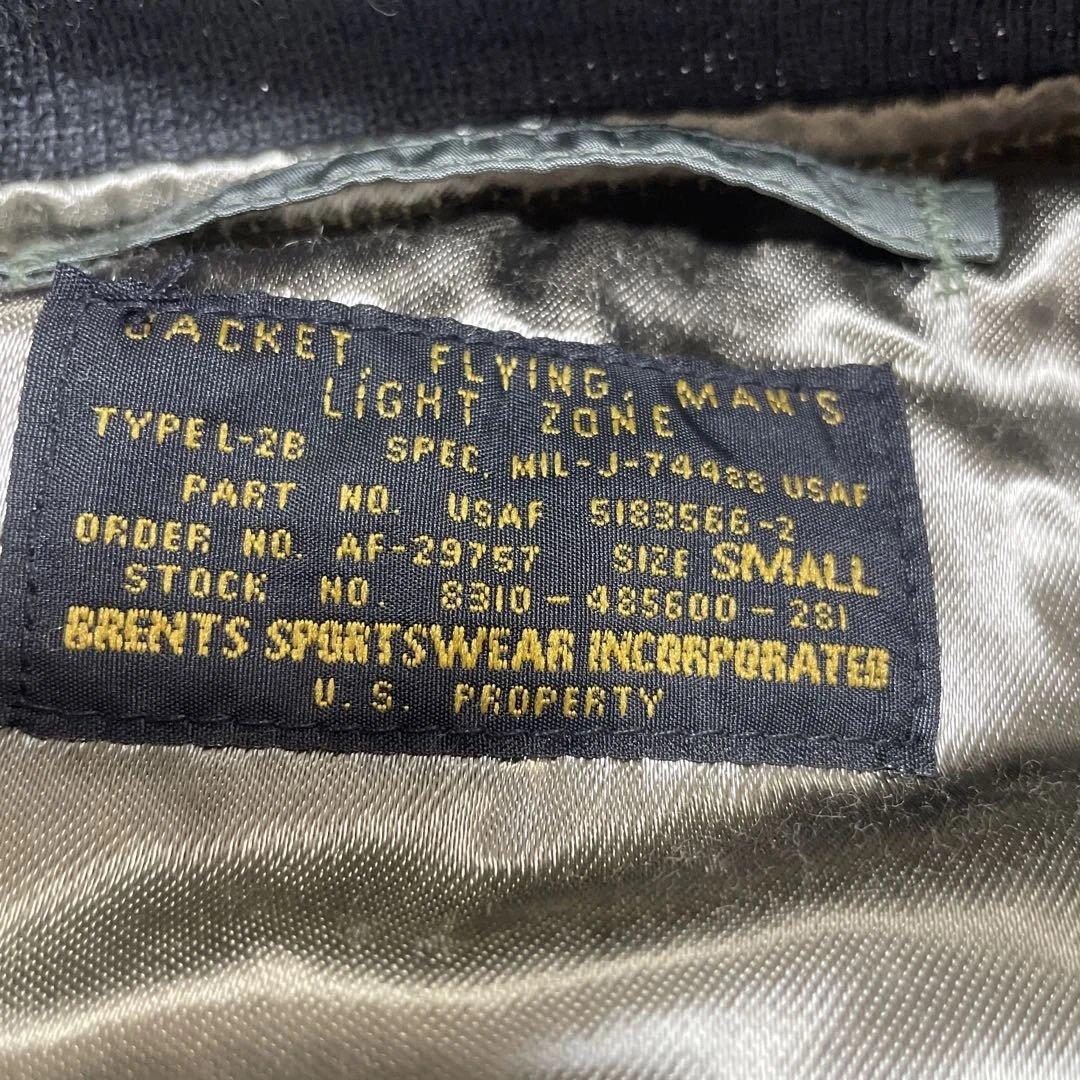 JACKET, FLYING, MAN'S
LiGHT ZONE
TYPE L-2B SPEC. MIL-J-7448B USAF
PART NO. USAF 5183566-2
ORDER NO. AF-29757 SIZE SMALL
STOCK NO. 8310-485600-281
BRENTS SPORTSWEAR INCORPORATED
U.S. PROPERTY